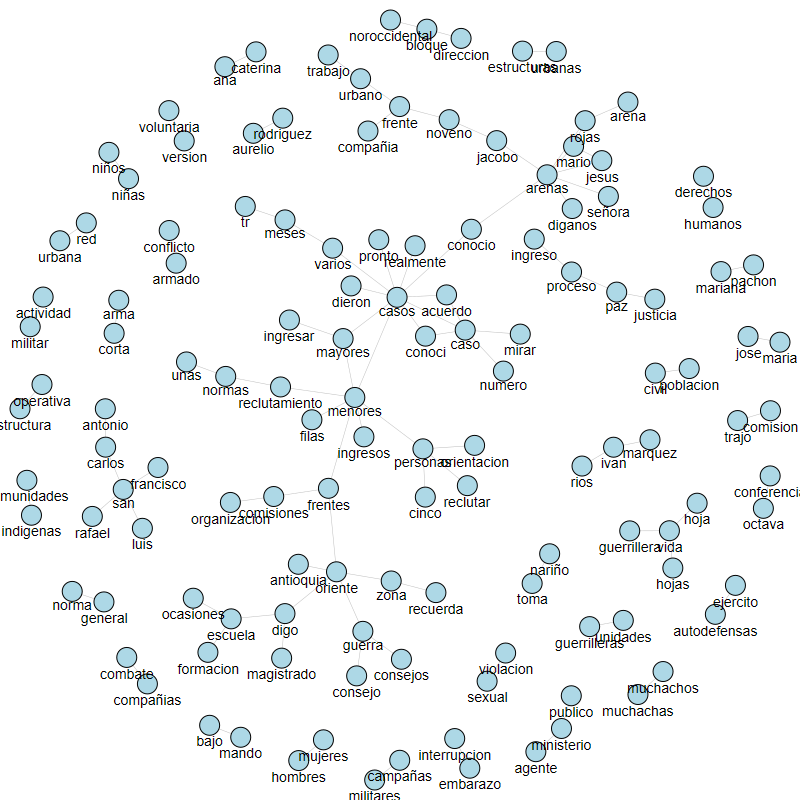 noroccidental
bloque
direccion
estructuras
urbanas
ana
caterina
trabajo
urbano
frente
noveno
jacobo
arenas
arena
rojas
mario
jesus
señora
diganos
voluntaria
version
aurelio
rodriguez
compañia
niños
niñas
derechos
humanos
tr
meses
varios
pronto
realmente
conocio
ingreso
proceso
paz
justicia
red
urbana
conflicto
armado
mariana
pachon
actividad
militar
arma
corta
dieron
casos
acuerdo
conoci
caso
mirar
numero
ingresar
mayores
jose
maria
unas
normas
reclutamiento
menores
filas
ingresos
civil
poblacion
operativa
structura
antonio
carlos
francisco
san
rafael
luis
personas
orientacion
cinco
reclutar
trajo
comision
rios
ivan
marquez
munidades
indigenas
organizacion
comisiones
frentes
conferencia
octava
hoja
guerrillera
vida
hojas
antioquia
oriente
zona
recuerda
nariño
toma
norma
general
ocasiones
escuela
digo
formacion
magistrado
guerra
consejo
consejos
ejercito
autodefensas
guerrilleras
unidades
combate
compañias
violacion
sexual
muchachos
muchachas
publico
ministerio
agente
bajo
mando
mujeres
hombres
campañas
militares
interrupcion
embarazo